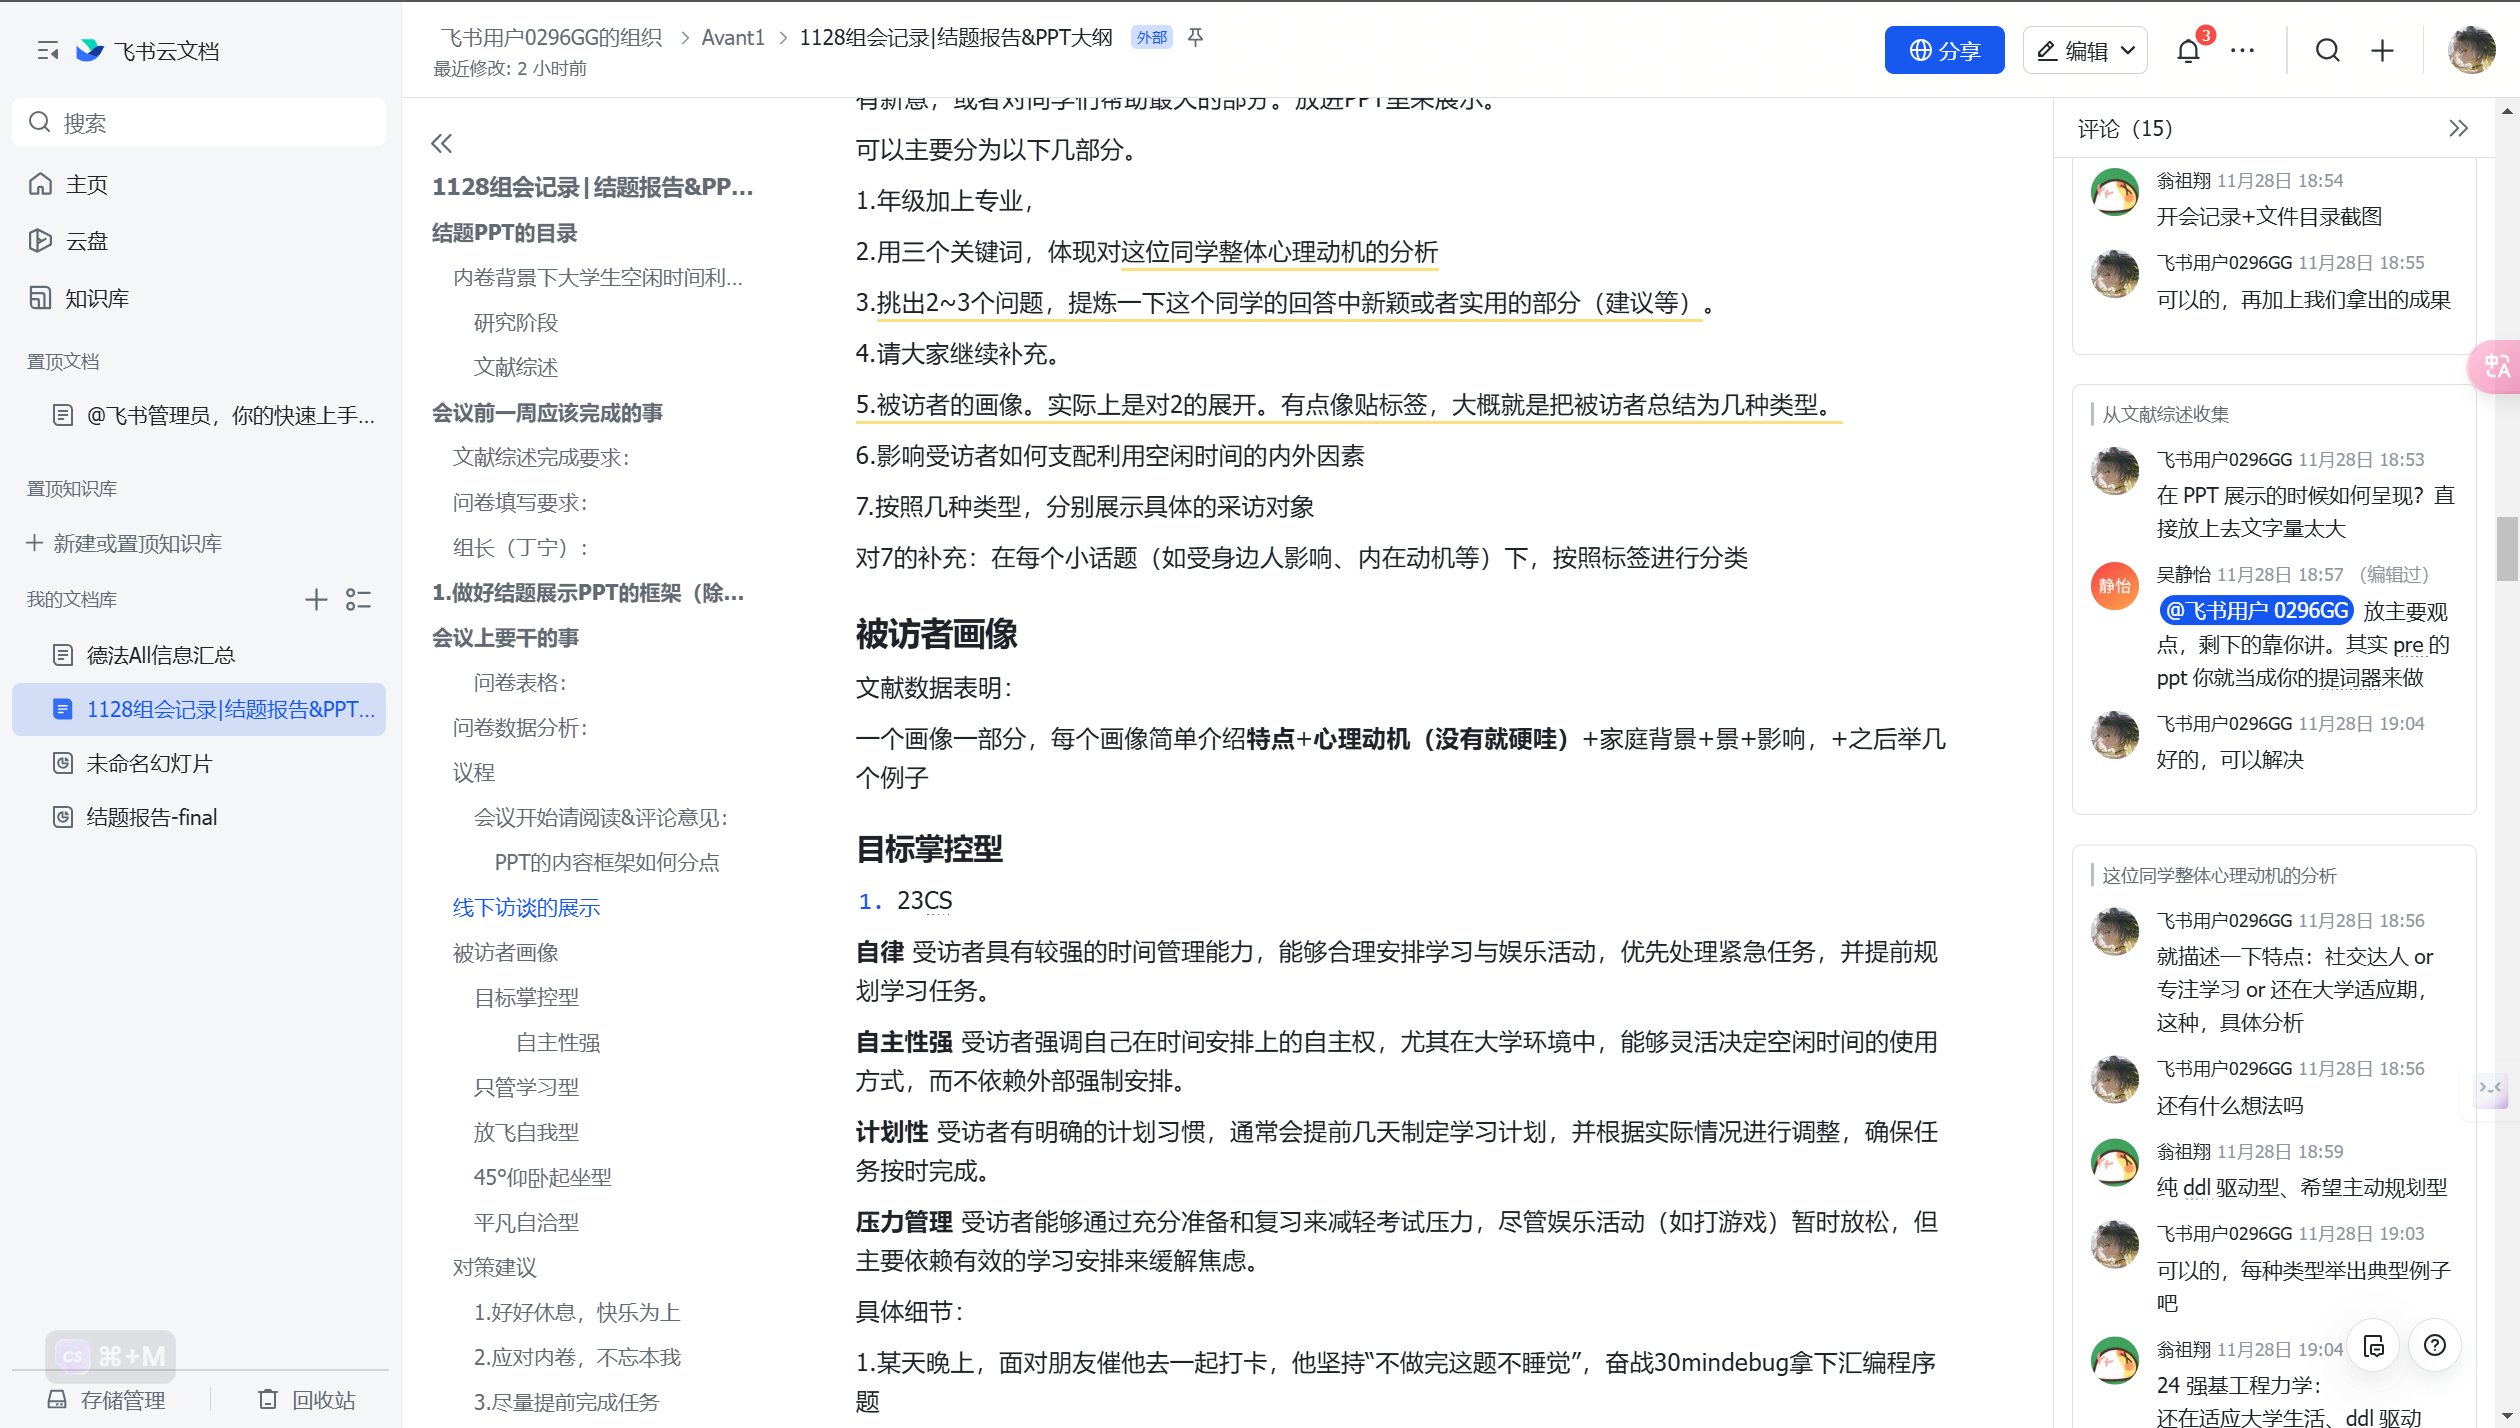 飞书云文档
搜索
主页
云盘
知识库
置顶文档
@飞书管理员，你的快速上手...
置顶知识库
新建或置顶知识库
我的文档库
德法All信息汇总
1128组会记录|结题报告&PPT...
未命名幻灯片
结题报告-final
CS ⌘+M
存储管理
回收站
飞书用户0296GG的组织 > Avant1 > 1128组会记录|结题报告&PPT大纲 外部
最近修改: 2 小时前
分享
编辑
3
1128组会记录|结题报告&PP...
结题PPT的目录
内卷背景下大学生空闲时间利...
研究阶段
文献综述
会议前一周应该完成的事
文献综述完成要求：
问卷填写要求：
组长（丁宁）：
1.做好结题展示PPT的框架（除...
会议上要干的事
问卷表格：
问卷数据分析：
议程
会议开始请阅读&评论意见：
PPT的内容框架如何分点
线下访谈的展示
被访者画像
目标掌控型
自主性强
只管学习型
放飞自我型
45°仰卧起坐型
平凡自洽型
对策建议
1.好好休息，快乐为上
2.应对内卷，不忘本我
3.尽量提前完成任务
有新意，或者对同学们帮助最大的部分。放进PPT里来展示。
可以主要分为以下几部分。
1.年级加上专业，
2.用三个关键词，体现对这位同学整体心理动机的分析
3.挑出2~3个问题，提炼一下这个同学的回答中新颖或者实用的部分（建议等）。
4.请大家继续补充。
5.被访者的画像。实际上是对2的展开。有点像贴标签，大概就是把被访者总结为几种类型。
6.影响受访者如何支配利用空闲时间的内外因素
7.按照几种类型，分别展示具体的采访对象
对7的补充：在每个小话题（如受身边人影响、内在动机等）下，按照标签进行分类
被访者画像
文献数据表明：
一个画像一部分，每个画像简单介绍特点+心理动机（没有就硬哇）+家庭背景+景+影响，+之后举几
个例子
目标掌控型
1. 23CS
自律 受访者具有较强的时间管理能力，能够合理安排学习与娱乐活动，优先处理紧急任务，并提前规
划学习任务。
自主性强 受访者强调自己在时间安排上的自主权，尤其在大学环境中，能够灵活决定空闲时间的使用
方式，而不依赖外部强制安排。
计划性 受访者有明确的计划习惯，通常会提前几天制定学习计划，并根据实际情况进行调整，确保任
务按时完成。
压力管理 受访者能够通过充分准备和复习来减轻考试压力，尽管娱乐活动（如打游戏）暂时放松，但
主要依赖有效的学习安排来缓解焦虑。
具体细节：
1.某天晚上，面对朋友催他去一起打卡，他坚持“不做完这题不睡觉”，奋战30mindebug拿下汇编程序
题
评论（15）
翁祖翔 11月28日 18:54
开会记录+文件目录截图
飞书用户0296GG 11月28日 18:55
可以的，再加上我们拿出的成果
从文献综述收集
飞书用户0296GG 11月28日 18:53
在 PPT 展示的时候如何呈现？直
接放上去文字量太大
静怡
吴静怡 11月28日 18:57 （编辑过）
@飞书用户 0296GG 放主要观
点，剩下的靠你讲。其实 pre 的
ppt 你就当成你的提词器来做
飞书用户0296GG 11月28日 19:04
好的，可以解决
这位同学整体心理动机的分析
飞书用户0296GG 11月28日 18:56
就描述一下特点：社交达人 or
专注学习 or 还在大学适应期，
这种，具体分析
飞书用户0296GG 11月28日 18:56
还有什么想法吗
翁祖翔 11月28日 18:59
纯 ddl 驱动型、希望主动规划型
飞书用户0296GG 11月28日 19:03
可以的，每种类型举出典型例子
吧
翁祖翔 11月28日 19:04
24 强基工程力学：
还在适应大学生活、ddl 驱动
中A